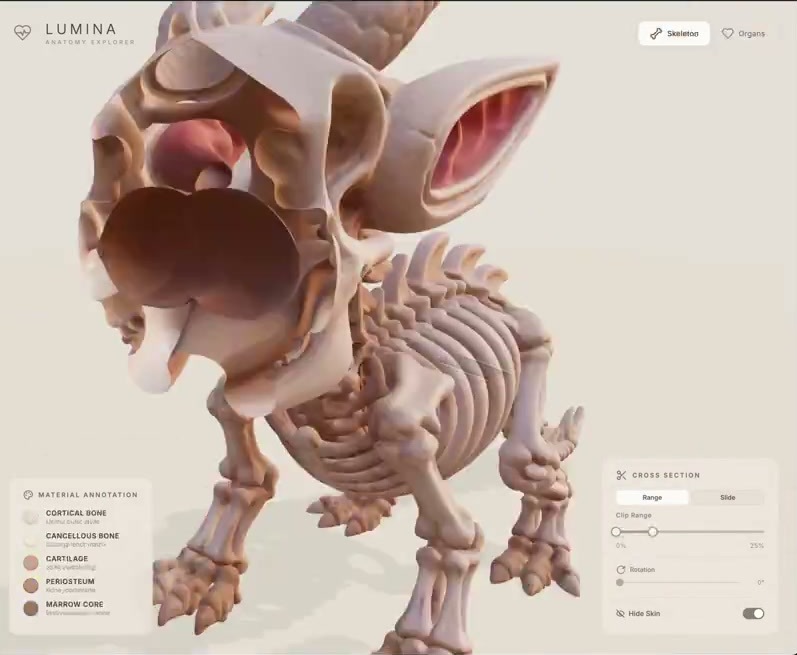 LUMINA
ANATOMY EXPLORER
Skeleton
Organs
MATERIAL ANNOTATION
CORTICAL BONE
CANCELLOUS BONE
CARTILAGE
PERIOSTEUM
MARROW CORE
CROSS SECTION
Range
Slide
Clip Range
0%
25%
Rotation
0°
Hide Skin